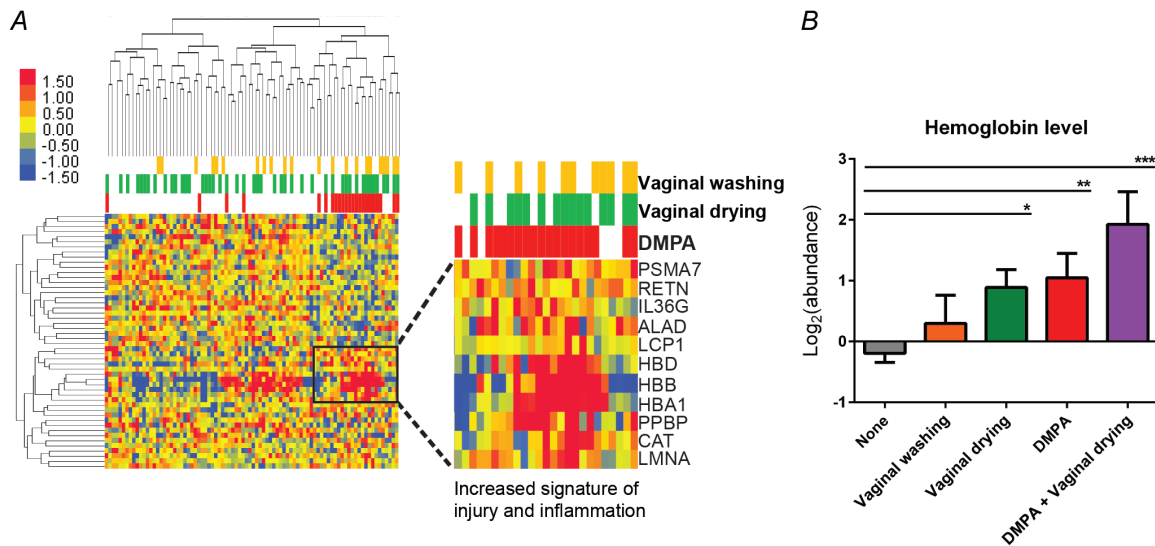 A
1.50
1.00
0.50
0.00
-0.50
-1.00
-1.50
Vaginal washing
Vaginal drying
DMPA
PSMA7
RETN
IL36G
ALAD
LCP1
HBD
HBB
HBA1
PPBP
CAT
LMNA
Increased signature of
injury and inflammation
B
Hemoglobin level
***
**
*
Log2(abundance)
3
2
1
0
-1
None
Vaginal washing
Vaginal drying
DMPA
DMPA + Vaginal drying